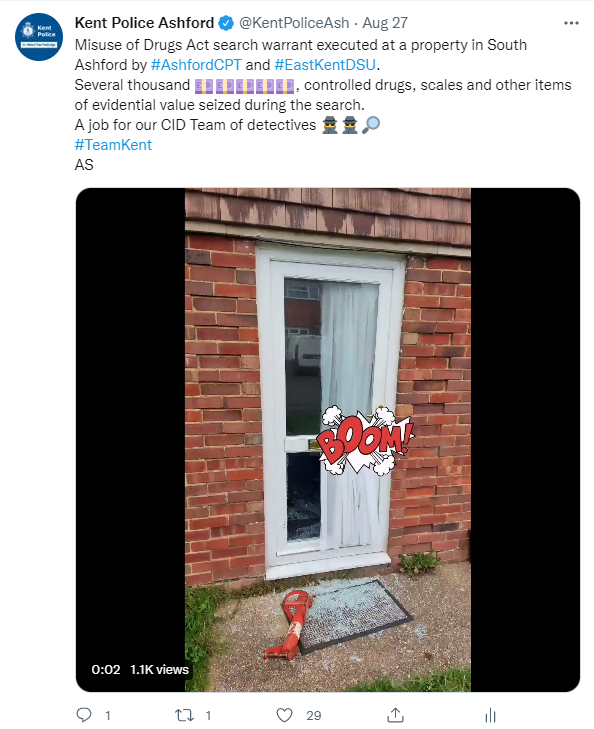 Kent Police
Kent Police Ashford @KentPoliceAsh · Aug 27
Misuse of Drugs Act search warrant executed at a property in South
Ashford by #AshfordCPT and #EastKentDSU.
Several thousand 💷💷💷💷💷, controlled drugs, scales and other items
of evidential value seized during the search.
A job for our CID Team of detectives 🕵️🕵️🔎
#TeamKent
AS
BOOM!
0:02 1.1K views
1 1 29